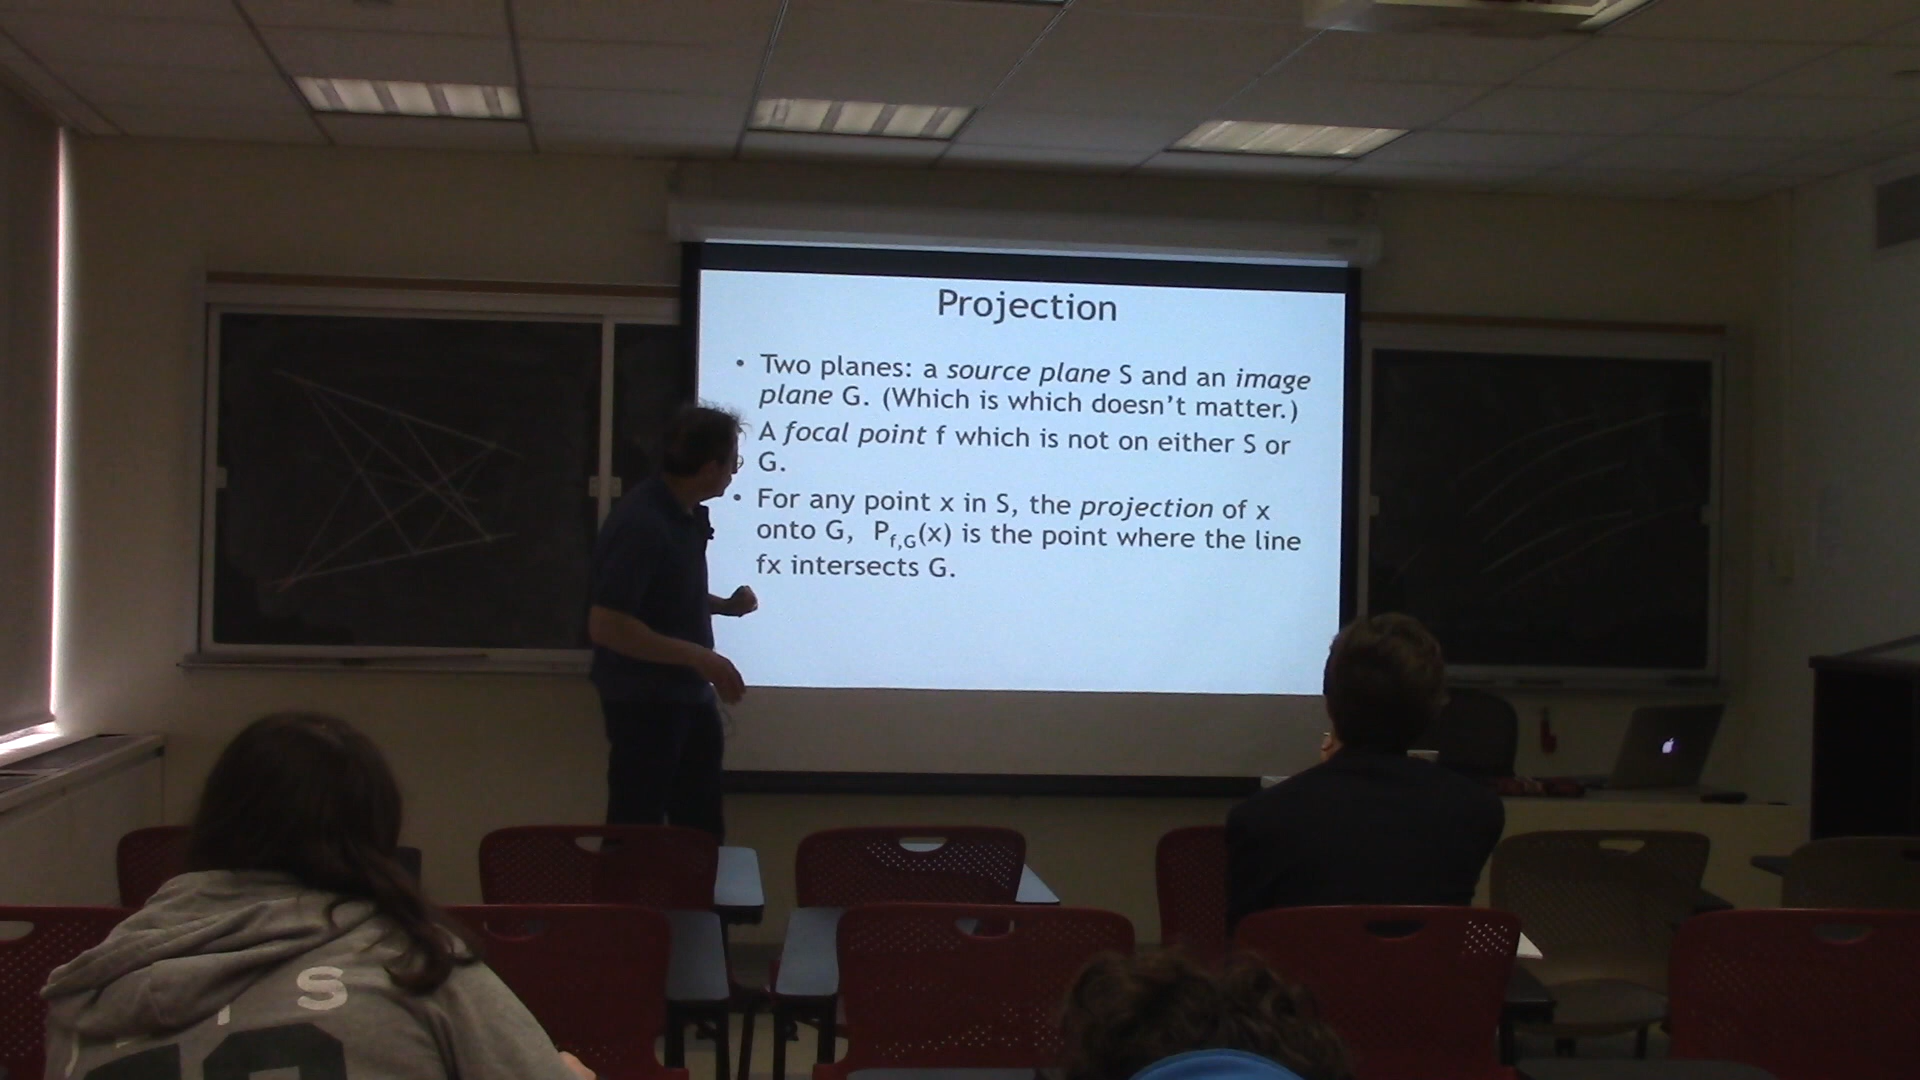 Projection
• Two planes: a source plane S and an image
plane G. (Which is which doesn't matter.)
A focal point f which is not on either S or
G.
• For any point x in S, the projection of x
onto G, P_f,G(x) is the point where the line
fx intersects G.
S